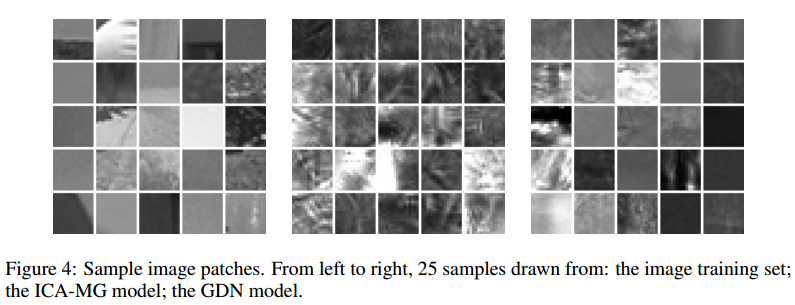 Figure 4: Sample image patches. From left to right, 25 samples drawn from: the image training set;
the ICA-MG model; the GDN model.